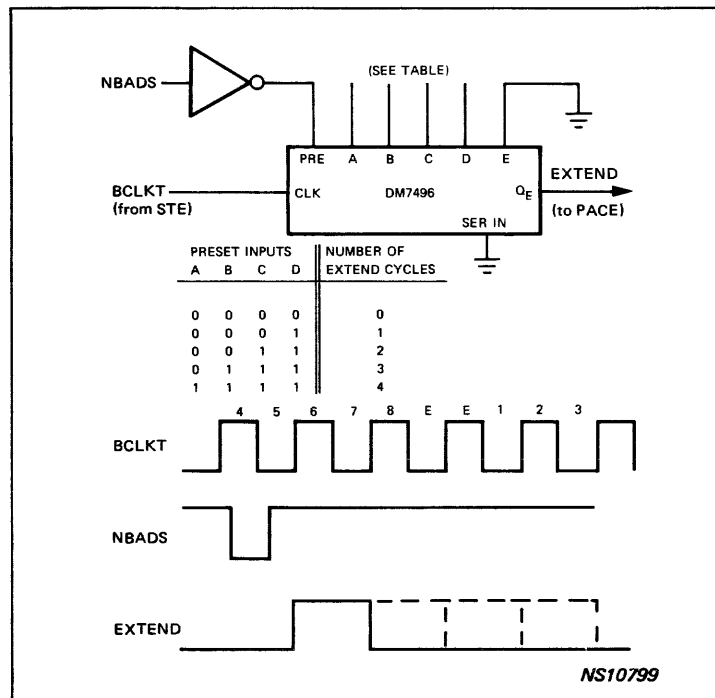 NBADS
(SEE TABLE)
PRE A B C D E
BCLKT
(from STE)
CLK
DM7496
QE
EXTEND
(to PACE)
SER IN
PRESET INPUTS
A B C D
NUMBER OF
EXTEND CYCLES
0 0 0 0 0
0 0 0 1 1
0 0 1 1 2
0 1 1 1 3
1 1 1 1 4
4 5 6 7 8 E E 1 2 3
BCLKT
NBADS
EXTEND
NS10799